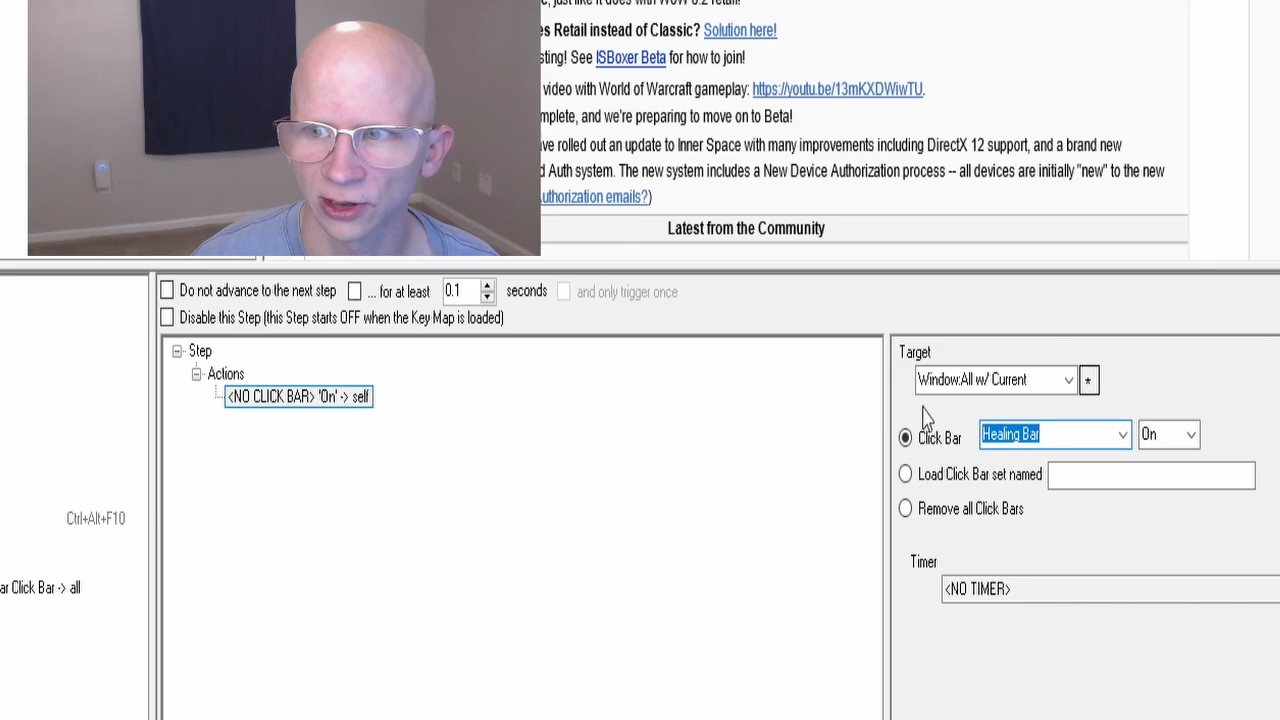 just like it does with WoW 8.2 retail!
es Retail instead of Classic? Solution here!
sting! See ISBoxer Beta for how to join!
video with World of Warcraft gameplay: https://youtu.be/13mKXDWiwTU.
mplete, and we're preparing to move on to Beta!
ave rolled out an update to Inner Space with many improvements including DirectX 12 support, and a brand new
d Auth system. The new system includes a New Device Authorization process -- all devices are initially "new" to the new
uthorization emails?)
Latest from the Community
Do not advance to the next step ... for at least 0.1 seconds and only trigger once
Disable this Step (this Step starts OFF when the Key Map is loaded)
Step
Actions
<NO CLICK BAR> 'On' -> self
Target
Window:All w/ Current *
Click Bar Healing Bar On
Load Click Bar set named
Remove all Click Bars
Timer
<NO TIMER>
Ctrl+Alt+F10
ar Click Bar -> all